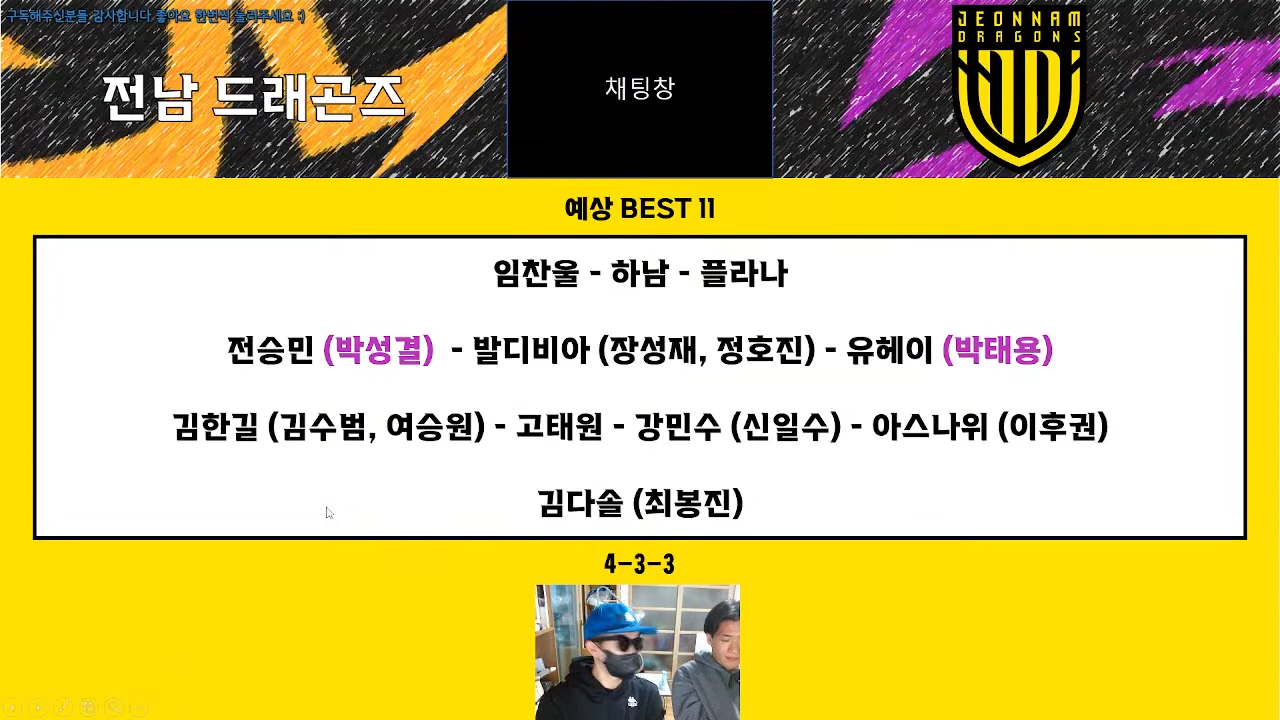 구독해주신분들 감사합니다 좋아요 한번씩 눌러주세요 :)
전남 드래곤즈
채팅창
JEONNAM
DRAGONS
예상 BEST 11
임찬울 - 하남 - 플라나
전승민 (박성결) - 발디비아 (장성재, 정호진) - 유헤이 (박태용)
김한길 (김수범, 여승원) - 고태원 - 강민수 (신일수) - 아스나위 (이후권)
김다솔 (최봉진)
4-3-3